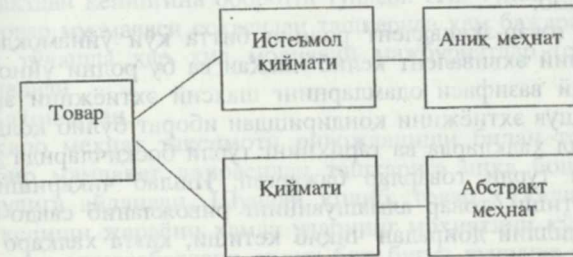 Товар
Истеъмол
қиймати
Аниқ меҳнат
Қиймати
Абстракт
меҳнат